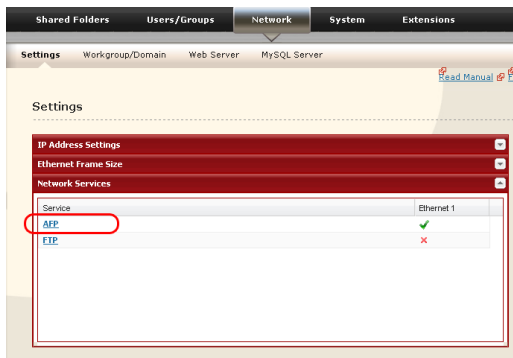 Shared Folders Users/Groups Network System Extensions
Settings Workgroup/Domain Web Server MySQL Server
Read Manual
Settings
IP Address Settings
Ethernet Frame Size
Network Services
Service Ethernet 1
AFP
FTP